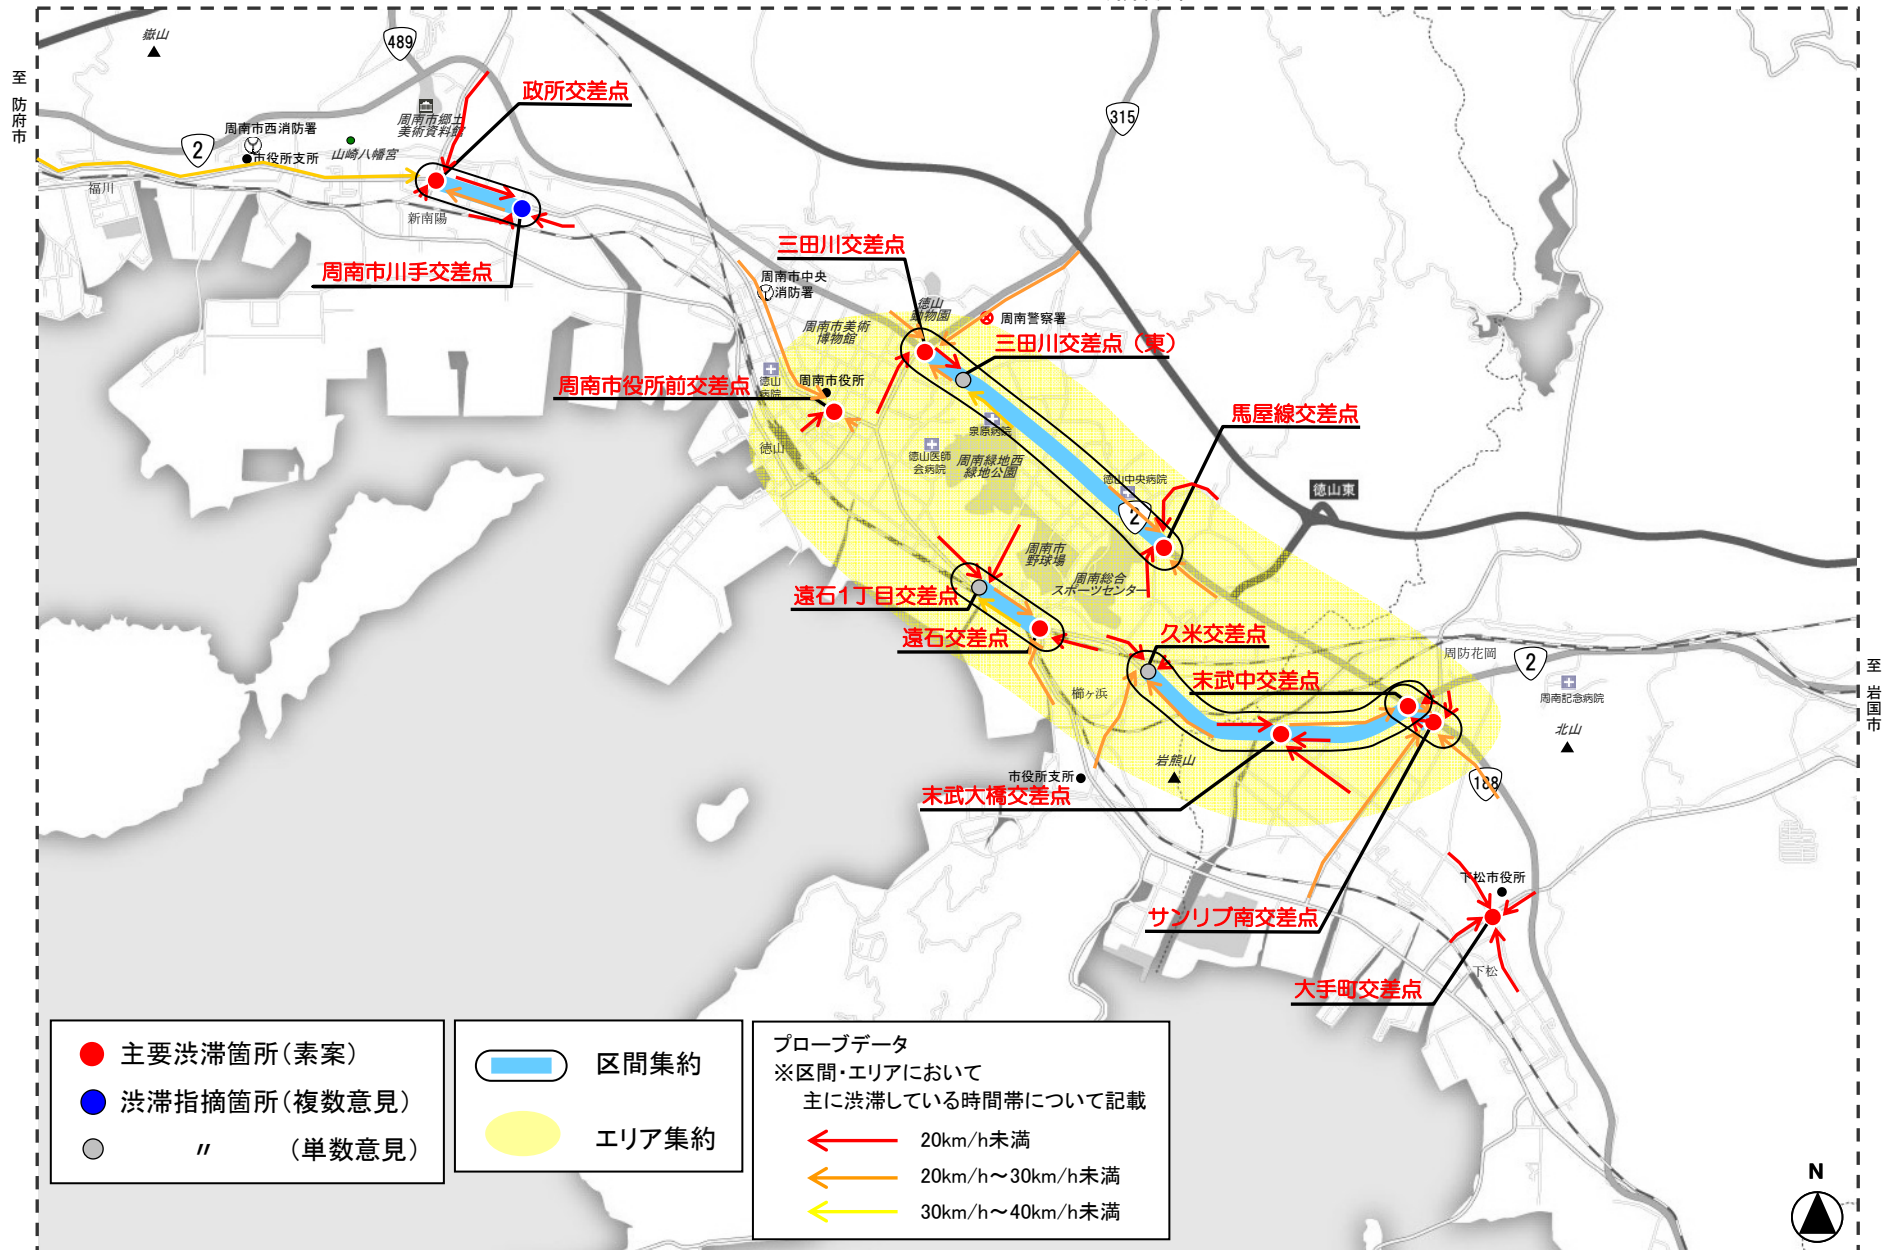 嶽山
489
至 防府市
政所交差点
周南市郷土
美術資料館
周南市西消防署
2
市役所支所
山崎八幡宮
福川
新南陽
周南市川手交差点
315
三田川交差点
周南市中央
消防署
徳山
動物園
周南市美術
博物館
周南警察署
三田川交差点（東）
徳山
病院
周南市役所
周南市役所前交差点
馬屋線交差点
徳山
泉原病院
徳山医師
会病院
周南緑地西
緑地公園
徳山中央病院
2
徳山東
周南市
野球場
周南総合
スポーツセンター
遠石1丁目交差点
遠石交差点
久米交差点
周防花岡
2
櫛ヶ浜
末武中交差点
周南記念病院
至 岩国市
北山
岩熊山
市役所支所
188
末武大橋交差点
下松市役所
サンリブ南交差点
下松
大手町交差点
主要渋滞箇所(素案)
渋滞指摘箇所(複数意見)
〃 (単数意見)
区間集約
エリア集約
プローブデータ
※区間・エリアにおいて
主に渋滞している時間帯について記載
20km/h未満
20km/h～30km/h未満
30km/h～40km/h未満
N